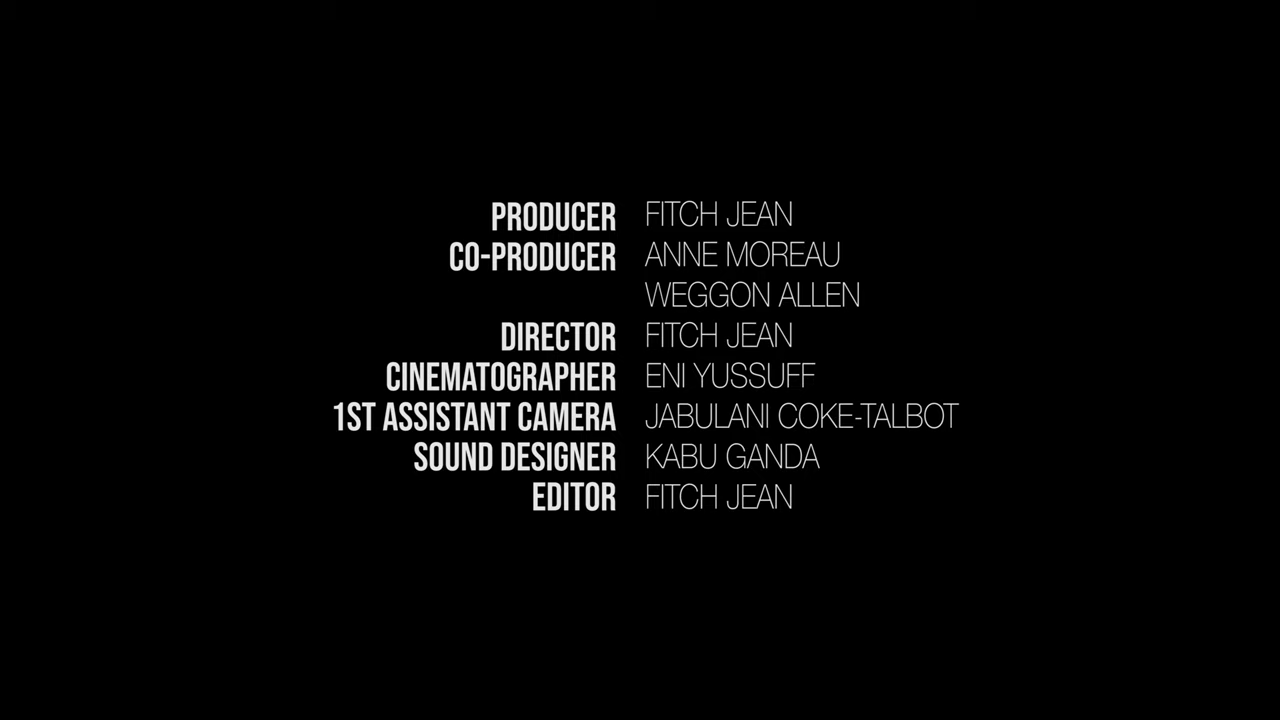 PRODUCER FITCH JEAN
CO-PRODUCER ANNE MOREAU
WEGGON ALLEN
DIRECTOR FITCH JEAN
CINEMATOGRAPHER ENI YUSSUFF
1ST ASSISTANT CAMERA JABULANI COKE-TALBOT
SOUND DESIGNER KABU GANDA
EDITOR FITCH JEAN